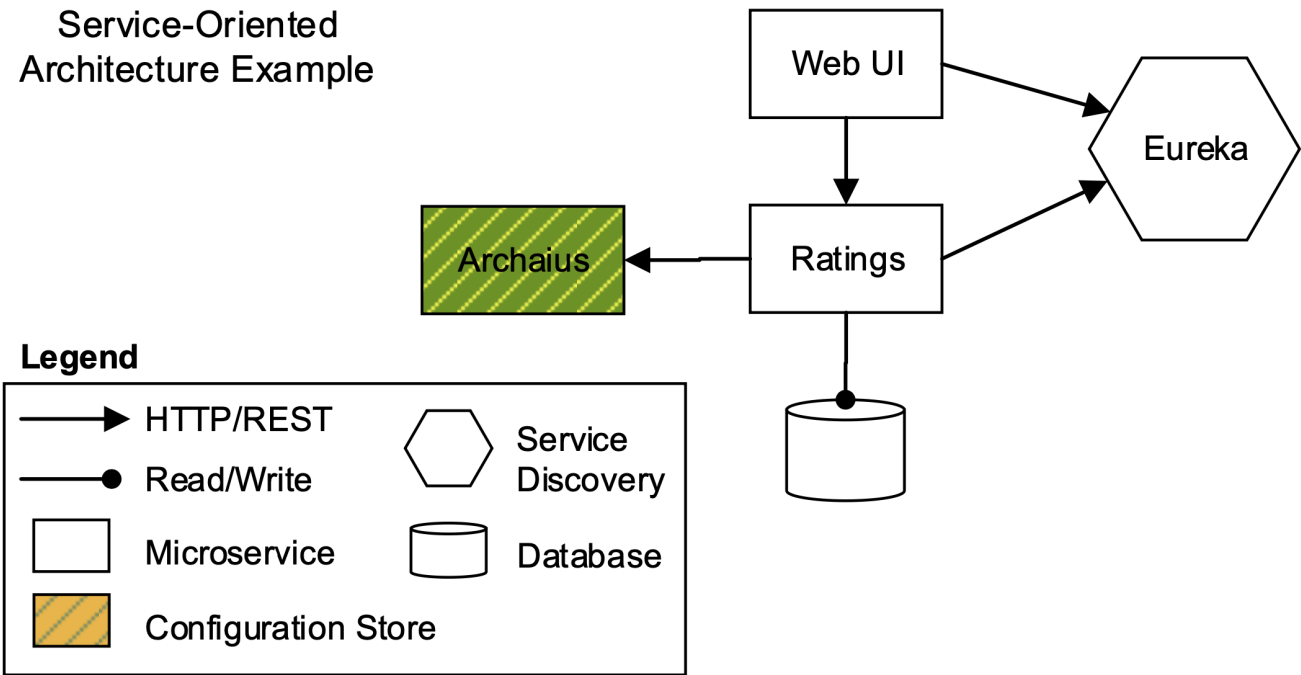 Service-Oriented
Architecture Example
Web UI
Eureka
Archaius
Ratings
Legend
HTTP/REST
Read/Write
Microservice
Configuration Store
Service
Discovery
Database